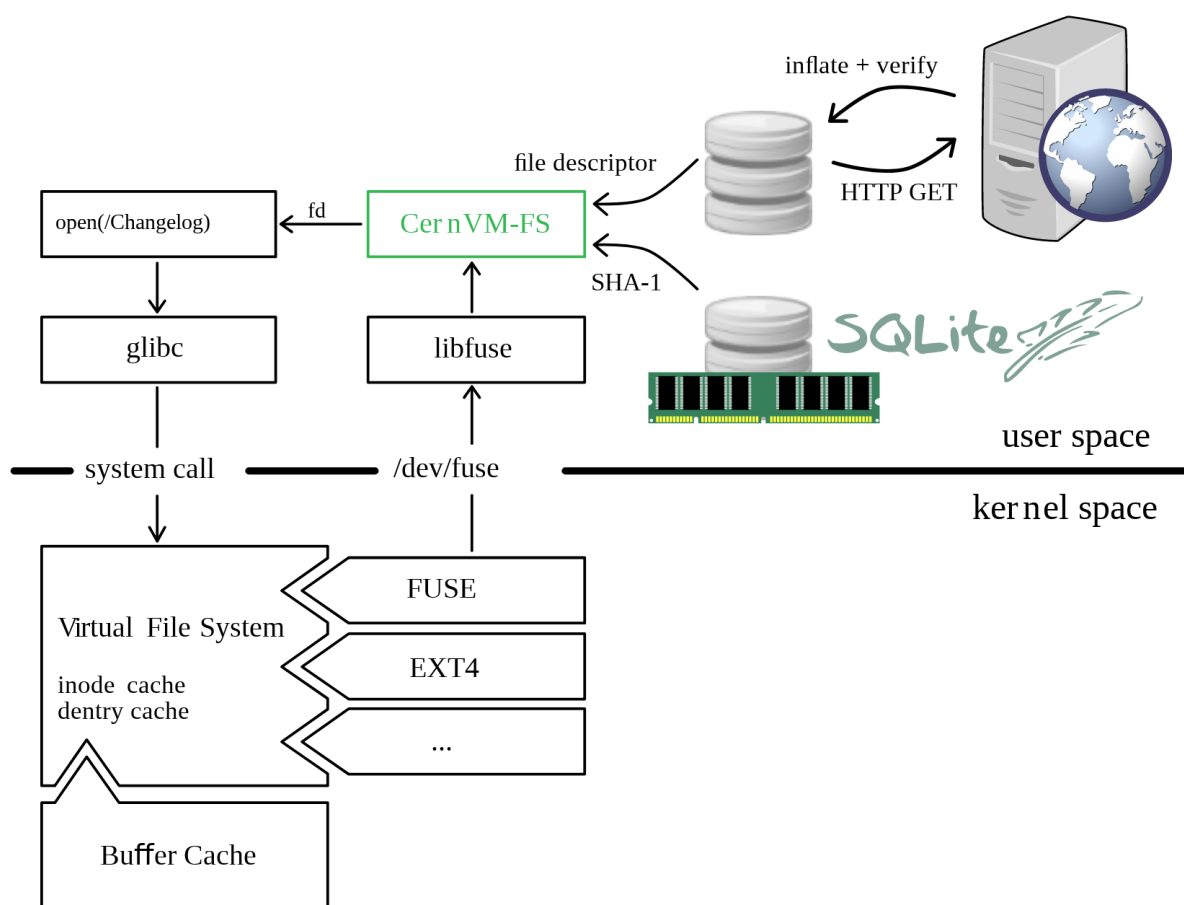 inflate + verify
file descriptor
HTTP GET
open(/Changelog)
fd
CernVM-FS
SHA-1
glibc
libfuse
SQLite
user space
system call
/dev/fuse
kernel space
FUSE
Virtual File System
EXT4
inode cache
dentry cache
...
Buffer Cache